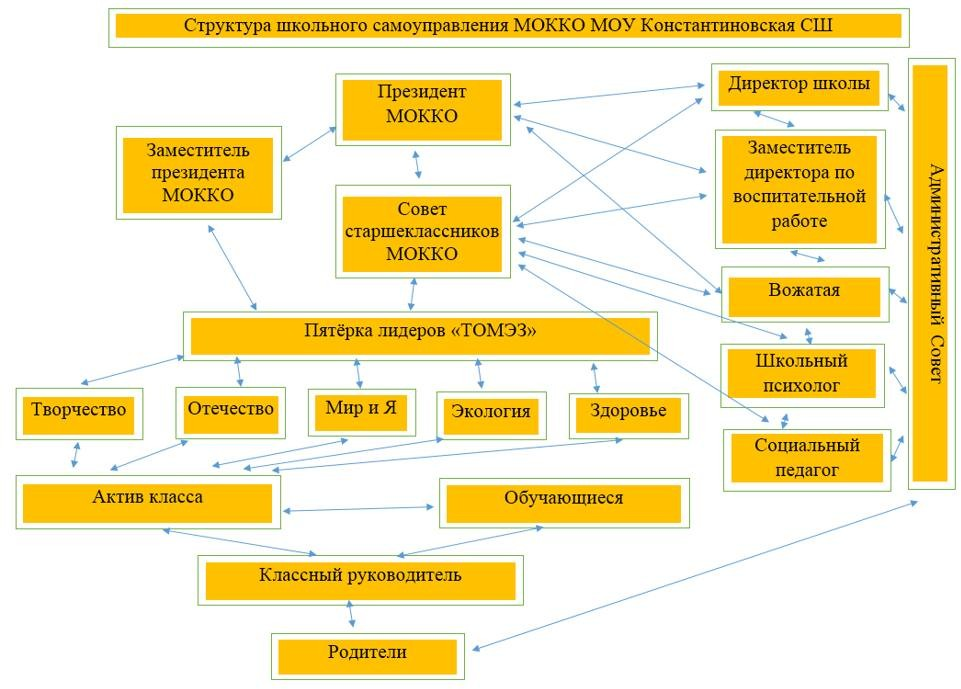 Структура школьного самоуправления МОККО МОУ Константиновская СШ
Президент
МОККО
Директор школы
Заместитель
президента
МОККО
Заместитель
директора по
воспитательной
работе
Административный Совет
Совет
старшеклассников
МОККО
Вожатая
Пятёрка лидеров «ТОМЭЗ»
Школьный
психолог
Творчество
Отечество
Мир и Я
Экология
Здоровье
Социальный
педагог
Актив класса
Обучающиеся
Классный руководитель
Родители